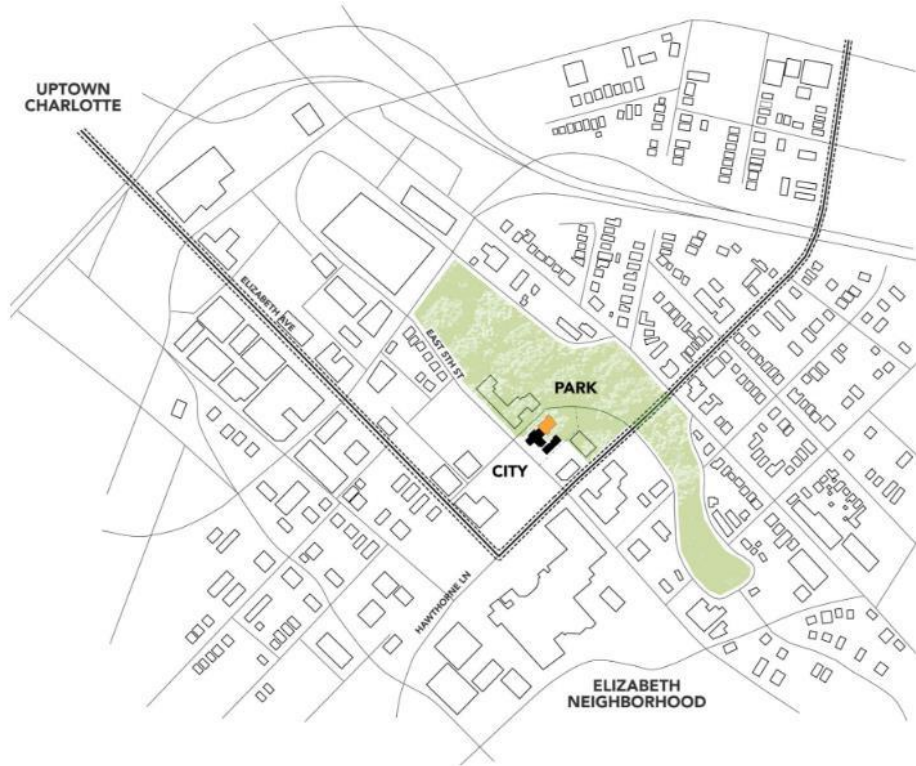 UPTOWN
CHARLOTTE
ELIZABETH AVE
EAST 5TH ST
PARK
CITY
HAWTHORNE LN
ELIZABETH
NEIGHBORHOOD